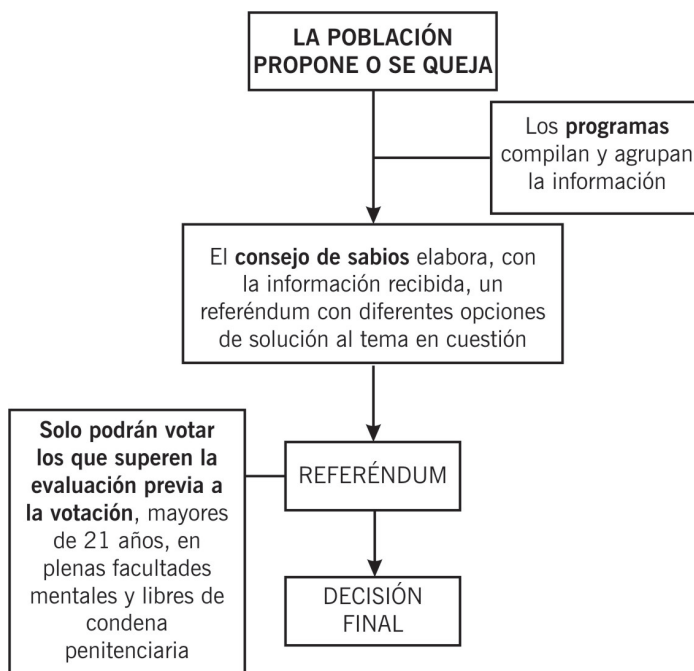 LA POBLACIÓN
PROPONE O SE QUEJA
Los programas
compilan y agrupan
la información
El consejo de sabios elabora, con
la información recibida, un
referéndum con diferentes opciones
de solución al tema en cuestión
Solo podrán votar
los que superen la
evaluación previa a
la votación, mayores
de 21 años, en
plenas facultades
mentales y libres de
condena
penitenciaria
REFERÉNDUM
DECISIÓN
FINAL